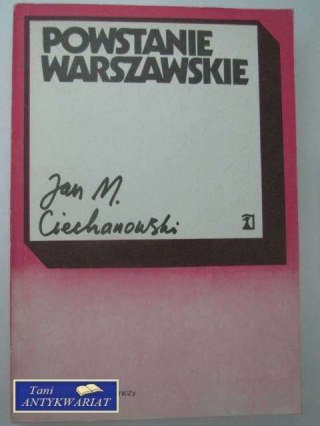 POWSTANIE
WARSZAWSKIE
Jan M.
Ciechanowski
Tani
ANTYKWARIAT